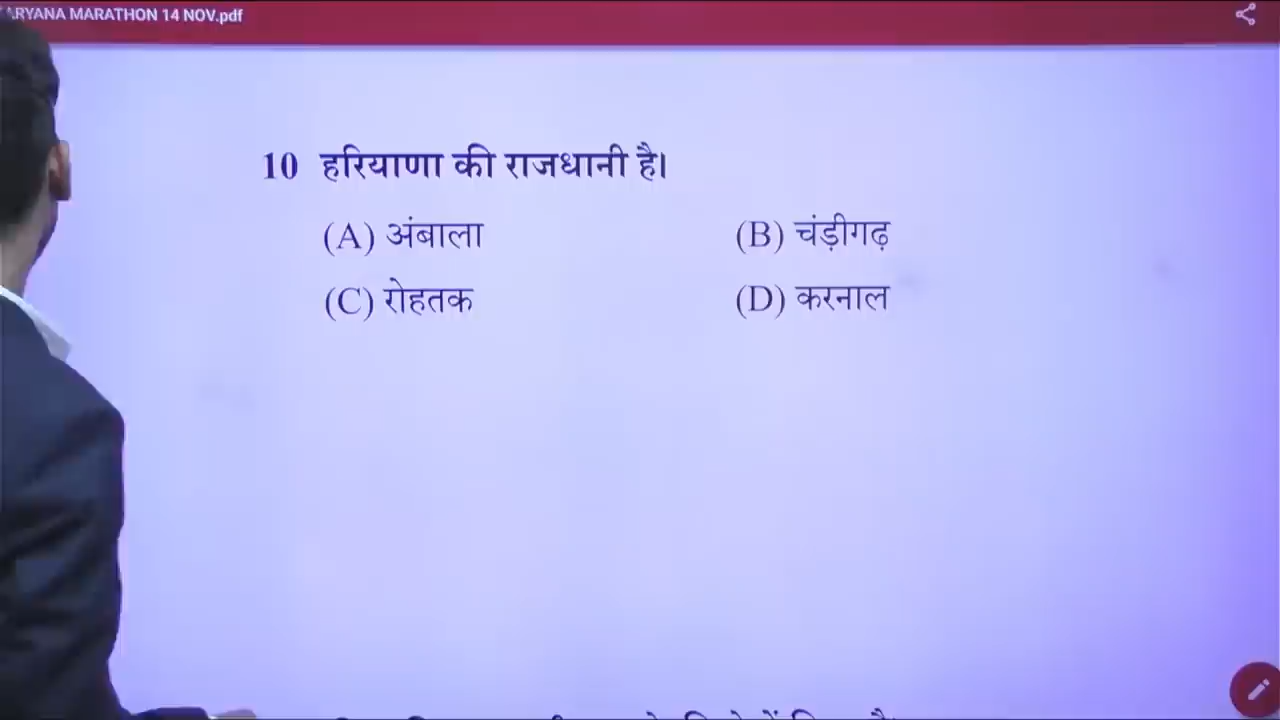 ARYANA MARATHON 14 NOV.pdf
10 हरियाणा की राजधानी है।
(A) अंबाला (B) चंड़ीगढ़
(C) रोहतक (D) करनाल